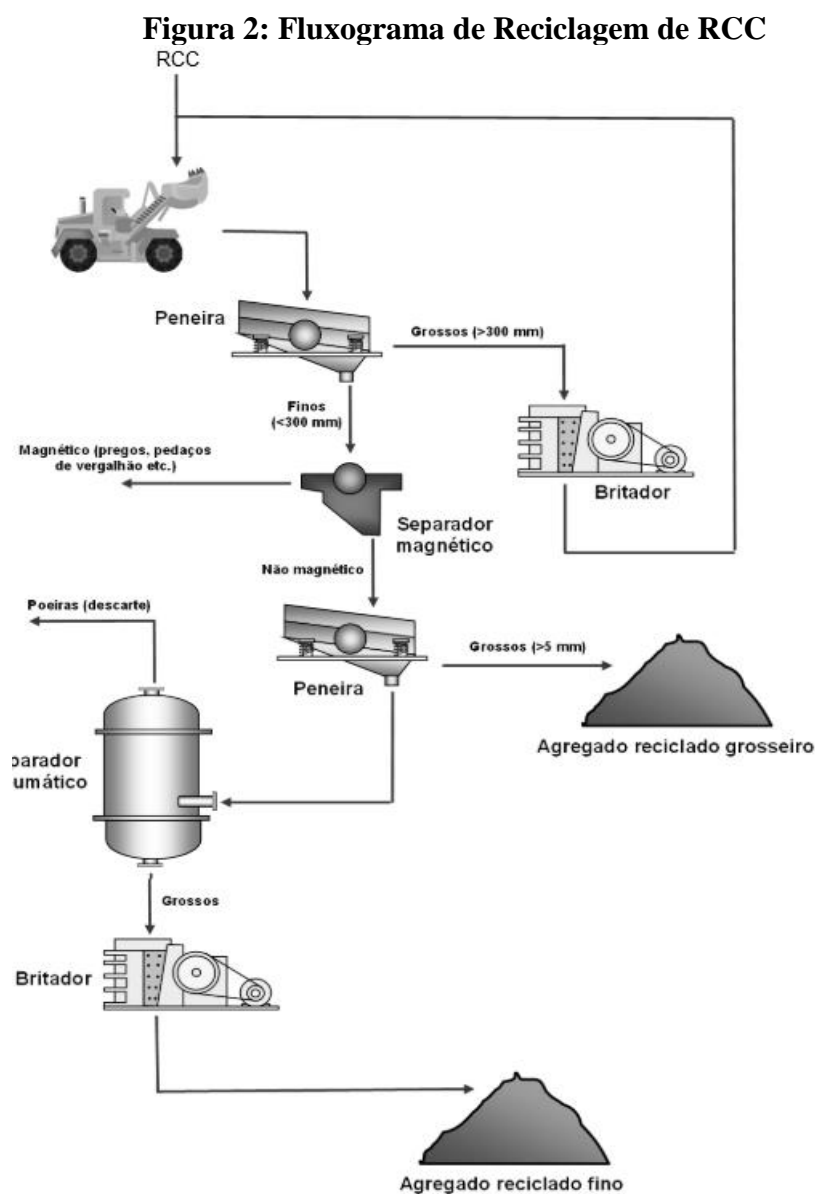 Figura 2: Fluxograma de Reciclagem de RCC
RCC
Peneira
Grossos (>300 mm)
Finos
(<300 mm)
Magnético (pregos, pedaços
de vergalhão etc.)
Britador
Separador
magnético
Não magnético
Poeiras (descarte)
Grossos (>5 mm)
Peneira
Agregado reciclado grosseiro
parador
umático
Grossos
Britador
Agregado reciclado fino